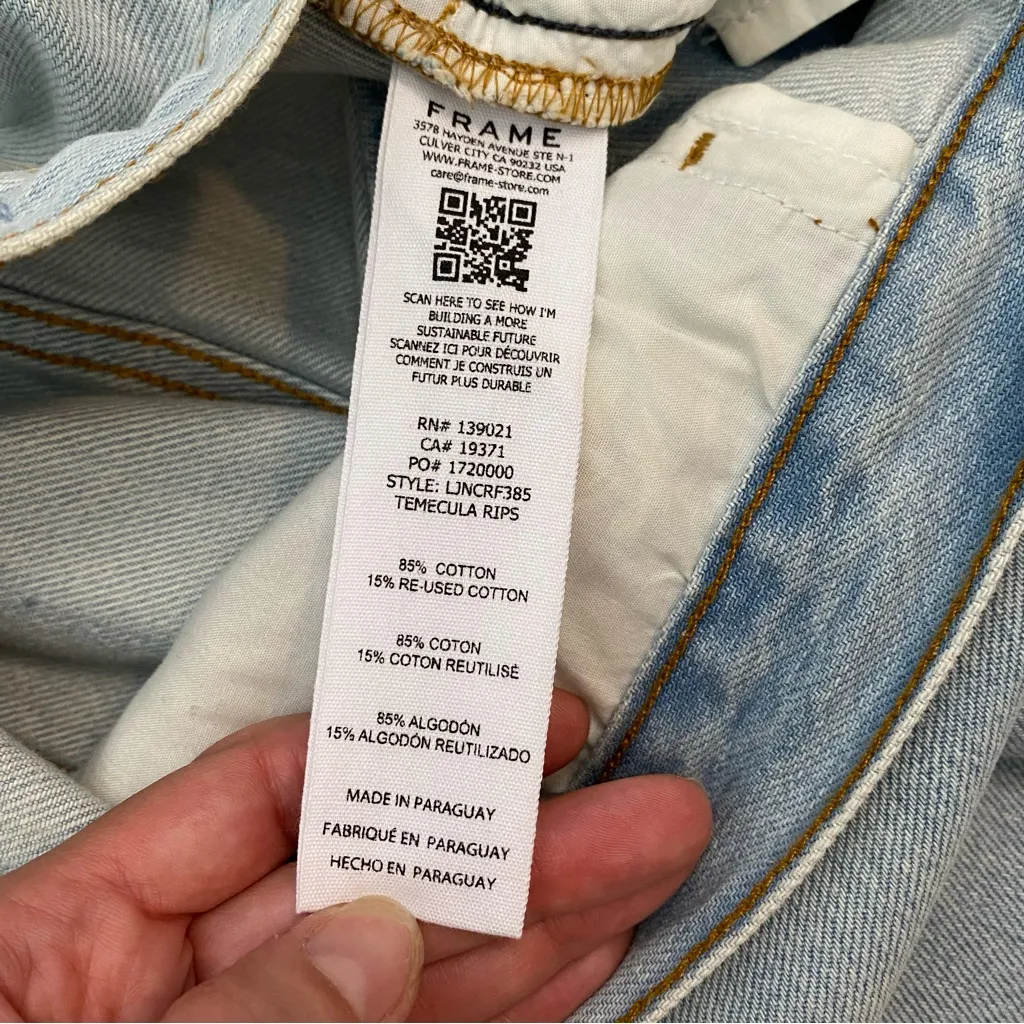 FRAME
3578 HAYDEN AVENUE STE N-1
CULVER CITY CA 90232 USA
WWW.FRAME-STORE.COM
care@frame-store.com
SCAN HERE TO SEE HOW I'M
BUILDING A MORE
SUSTAINABLE FUTURE
SCANNEZ ICI POUR DÉCOUVRIR
COMMENT JE CONSTRUIS UN
FUTUR PLUS DURABLE
RN# 139021
CA# 19371
PO# 1720000
STYLE: LJNCRF385
TEMECULA RIPS
85% COTTON
15% RE-USED COTTON
85% COTON
15% COTON REUTILISÉ
85% ALGODÓN
15% ALGODÓN REUTILIZADO
MADE IN PARAGUAY
FABRIQUÉ EN PARAGUAY
HECHO EN PARAGUAY